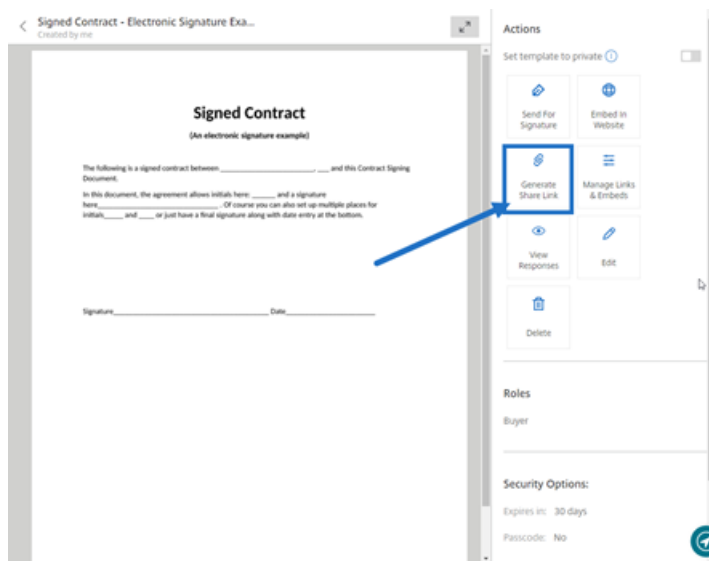 Signed Contract - Electronic Signature Exa...
Created by me
Signed Contract
(An electronic signature example)
The following is a signed contract between ______________________, ___ and this Contract Signing
Document.
In this document, the agreement allows initials here: ______ and a signature
here____________________________ . Of course you can also set up multiple places for
initials_____ and ____ or just have a final signature along with date entry at the bottom.
Signature____________________________________ Date_____________________
Actions
Set template to private
Send For
Signature
Embed in
Website
Generate
Share Link
Manage Links
& Embeds
View
Responses
Edit
Delete
Roles
Buyer
Security Options:
Expires in: 30 days
Passcode: No